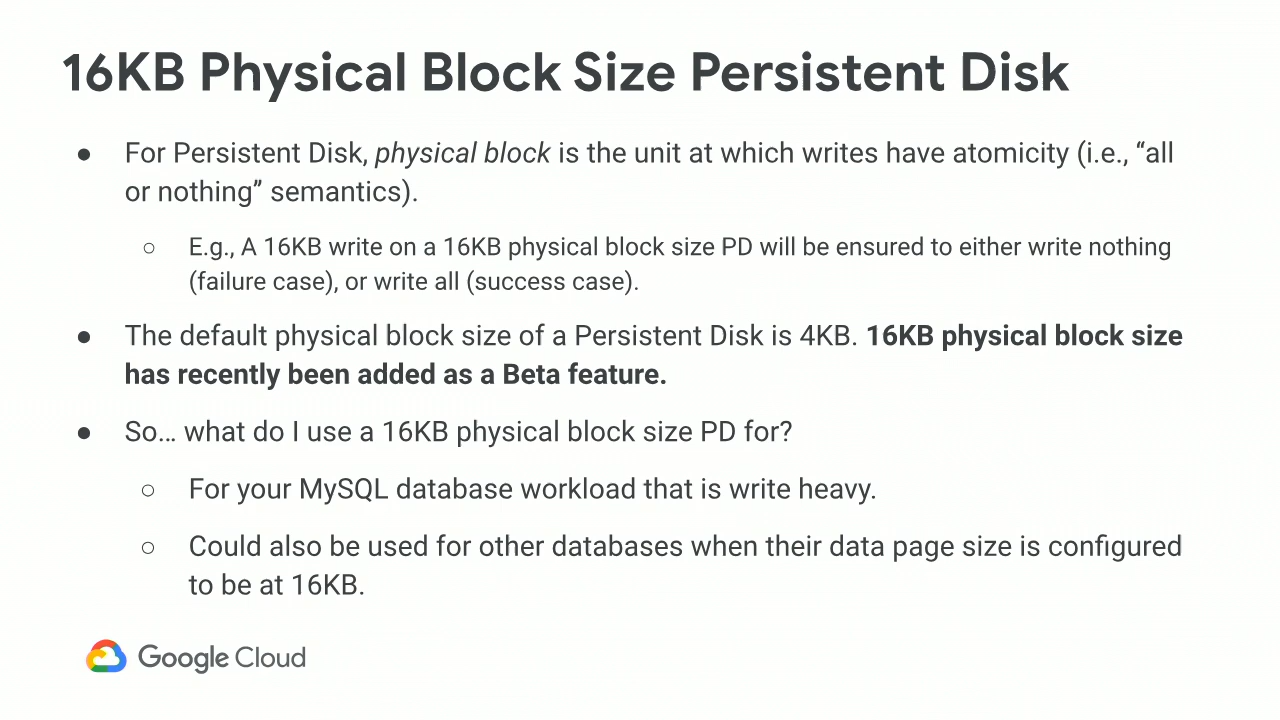 16KB Physical Block Size Persistent Disk
● For Persistent Disk, physical block is the unit at which writes have atomicity (i.e., “all
or nothing” semantics).
○ E.g., A 16KB write on a 16KB physical block size PD will be ensured to either write nothing
(failure case), or write all (success case).
● The default physical block size of a Persistent Disk is 4KB. 16KB physical block size
has recently been added as a Beta feature.
● So… what do I use a 16KB physical block size PD for?
○ For your MySQL database workload that is write heavy.
○ Could also be used for other databases when their data page size is configured
to be at 16KB.
Google Cloud